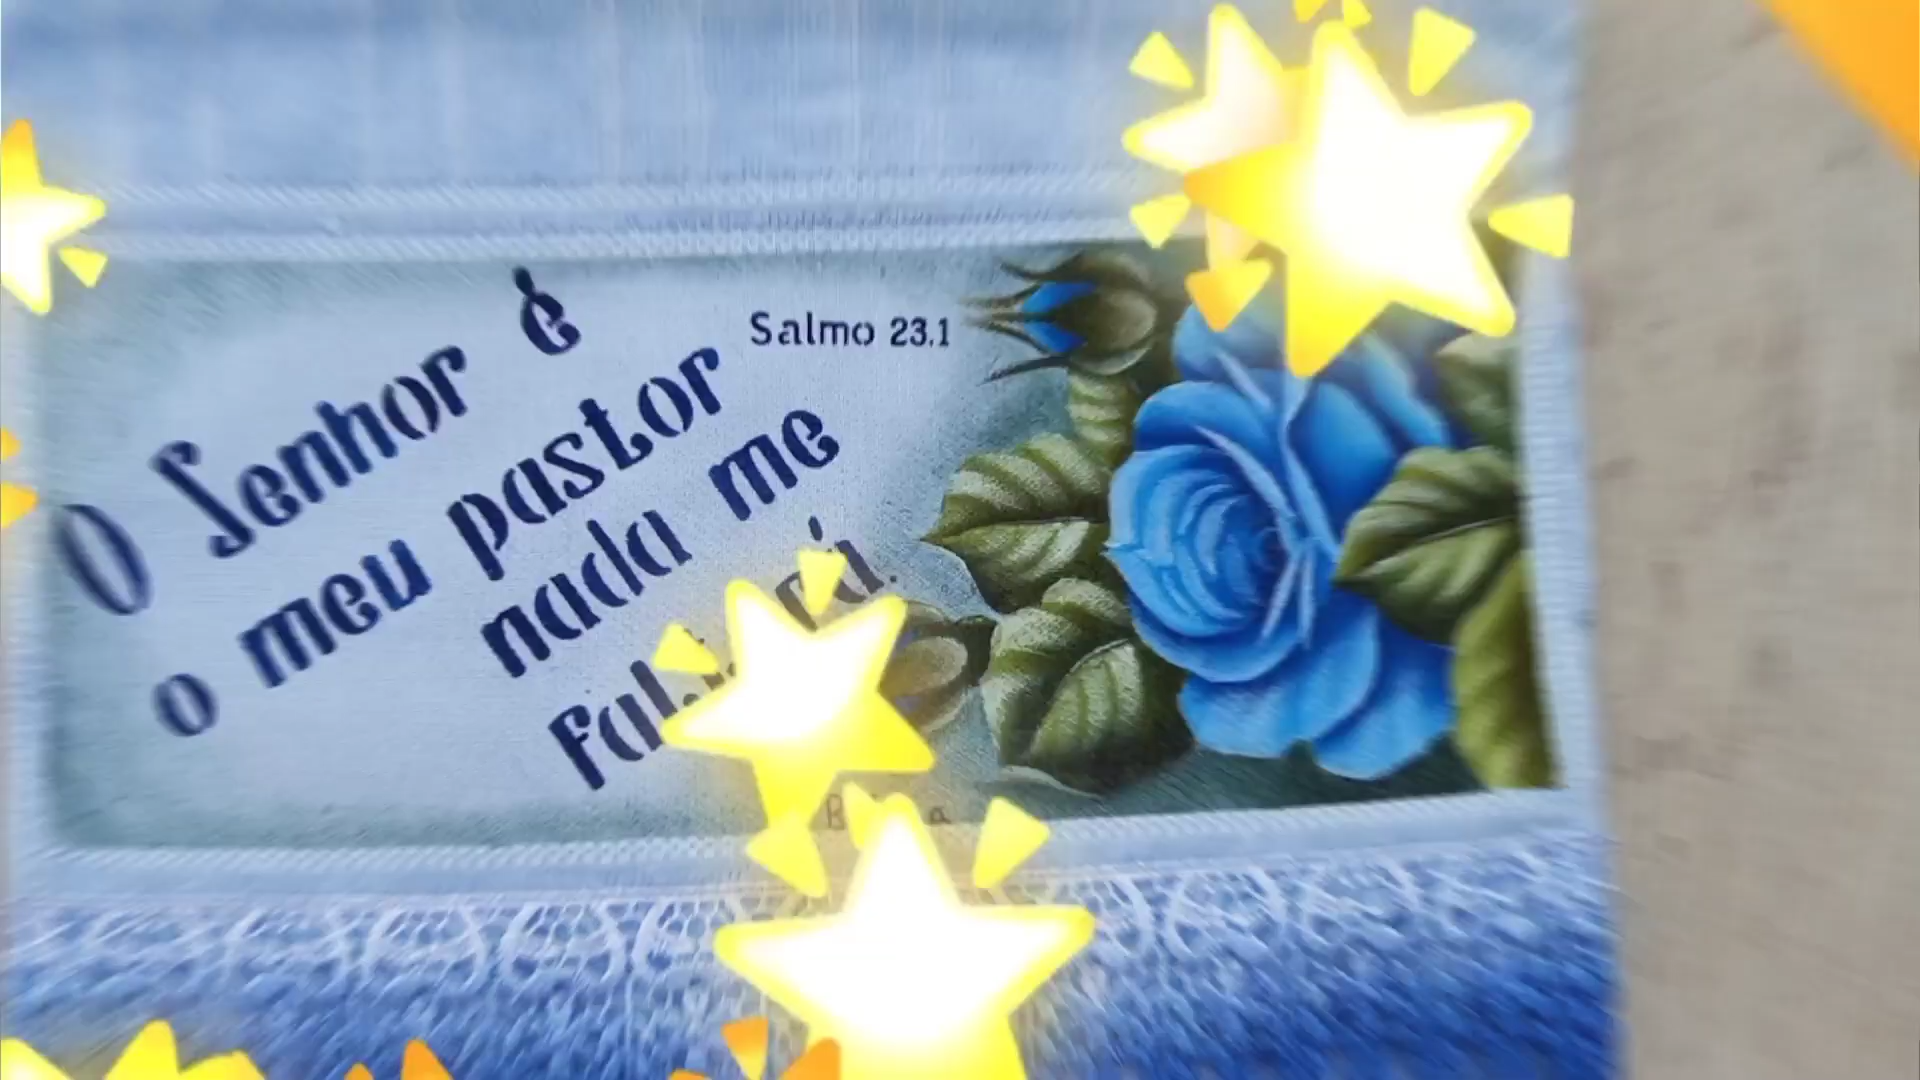 O Senhor é
o meu pastor
nada me
Salmo 23.1